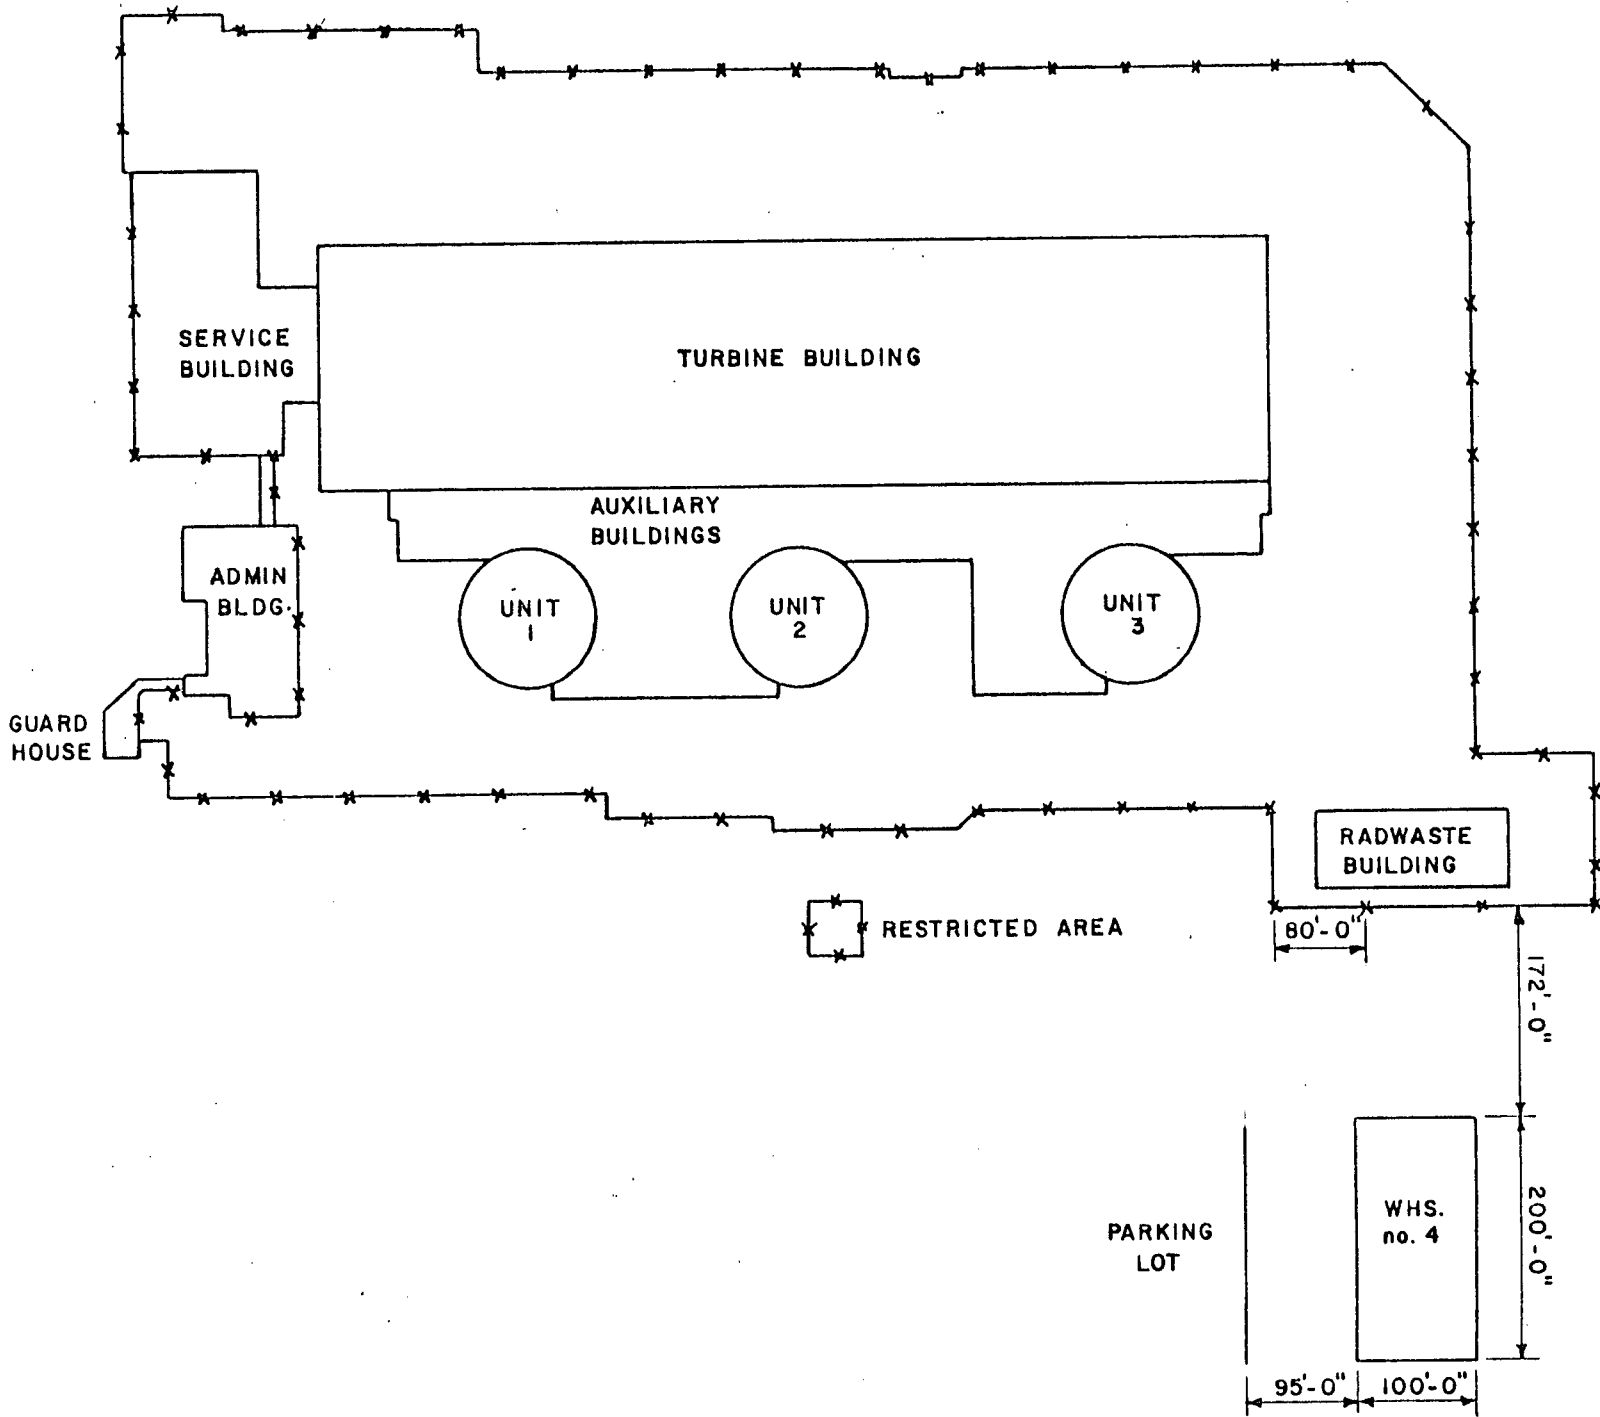 SERVICE
BUILDING
TURBINE BUILDING
AUXILIARY
BUILDINGS
ADMIN
BLDG.
UNIT
1
UNIT
2
UNIT
3
GUARD
HOUSE
RADWASTE
BUILDING
RESTRICTED AREA
80'-0"
172'-0"
PARKING
LOT
WHS.
no. 4
200'-0"
95'-0"
100'-0"